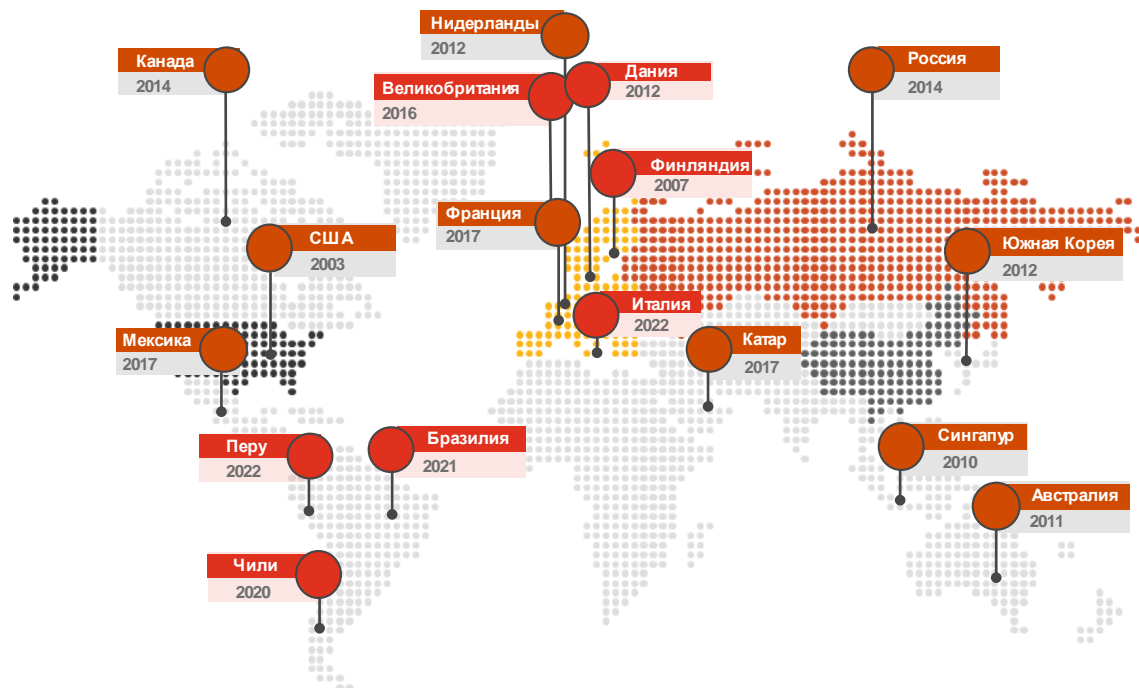 Нидерланды
2012
Канада
2014
Россия
2014
Дания
2012
Великобритания
2016
Финляндия
2007
Франция
2017
США
2003
Южная Корея
2012
Италия
2022
Мексика
2017
Катар
2017
Перу
2022
Бразилия
2021
Сингапур
2010
Австралия
2011
Чили
2020